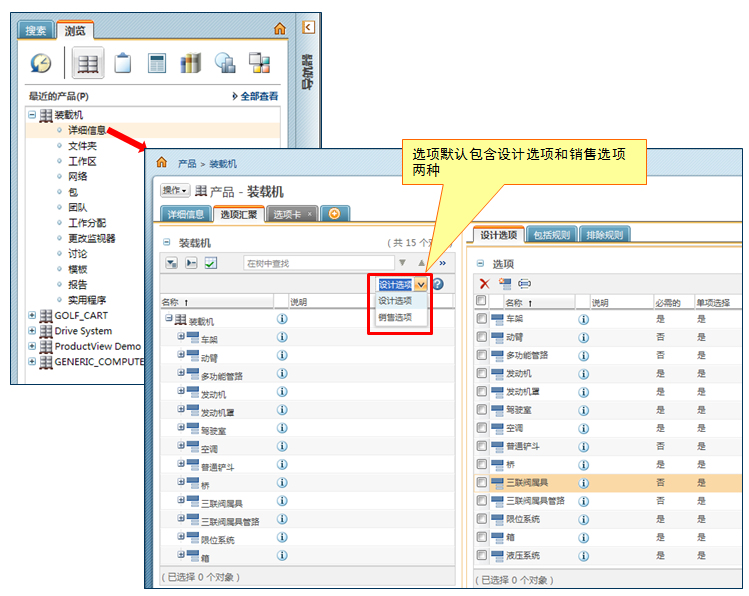 搜索 浏览
最近的产品(P) 全部查看
装载机
详细信息
文件夹
工作区
网络
包
团队
工作分配
更改监视器
讨论
模板
报告
实用程序
GOLF_CART
Drive System
ProductView Demo
GENERIC_COMPUTE
选项默认包含设计选项和销售选项
两种
产品 > 装载机
操作 产品 - 装载机
详细信息 选项汇聚 选项卡 ×
装载机 (共 15 个对
在树中查找
设计选项
设计选项
销售选项
名称 ↑ 说明
装载机
车架
动臂
多功能管路
发动机
发动机罩
驾驶室
空调
普通铲斗
桥
三联阀属具
三联阀属具管路
限位系统
箱
(已选择 0 个对象)
设计选项 包括规则 排除规则
选项
名称 ↑ 说明 必需的 单项选择
车架 是 是
动臂 否 是
多功能管路 否 是
发动机 是 是
发动机罩 是 是
驾驶室 是 是
空调 否 是
普通铲斗 否 是
桥 是 是
三联阀属具 否 是
三联阀属具管路 否 是
限位系统 是 是
箱 是 是
液压系统 是 是
(已选择 0 个对象)